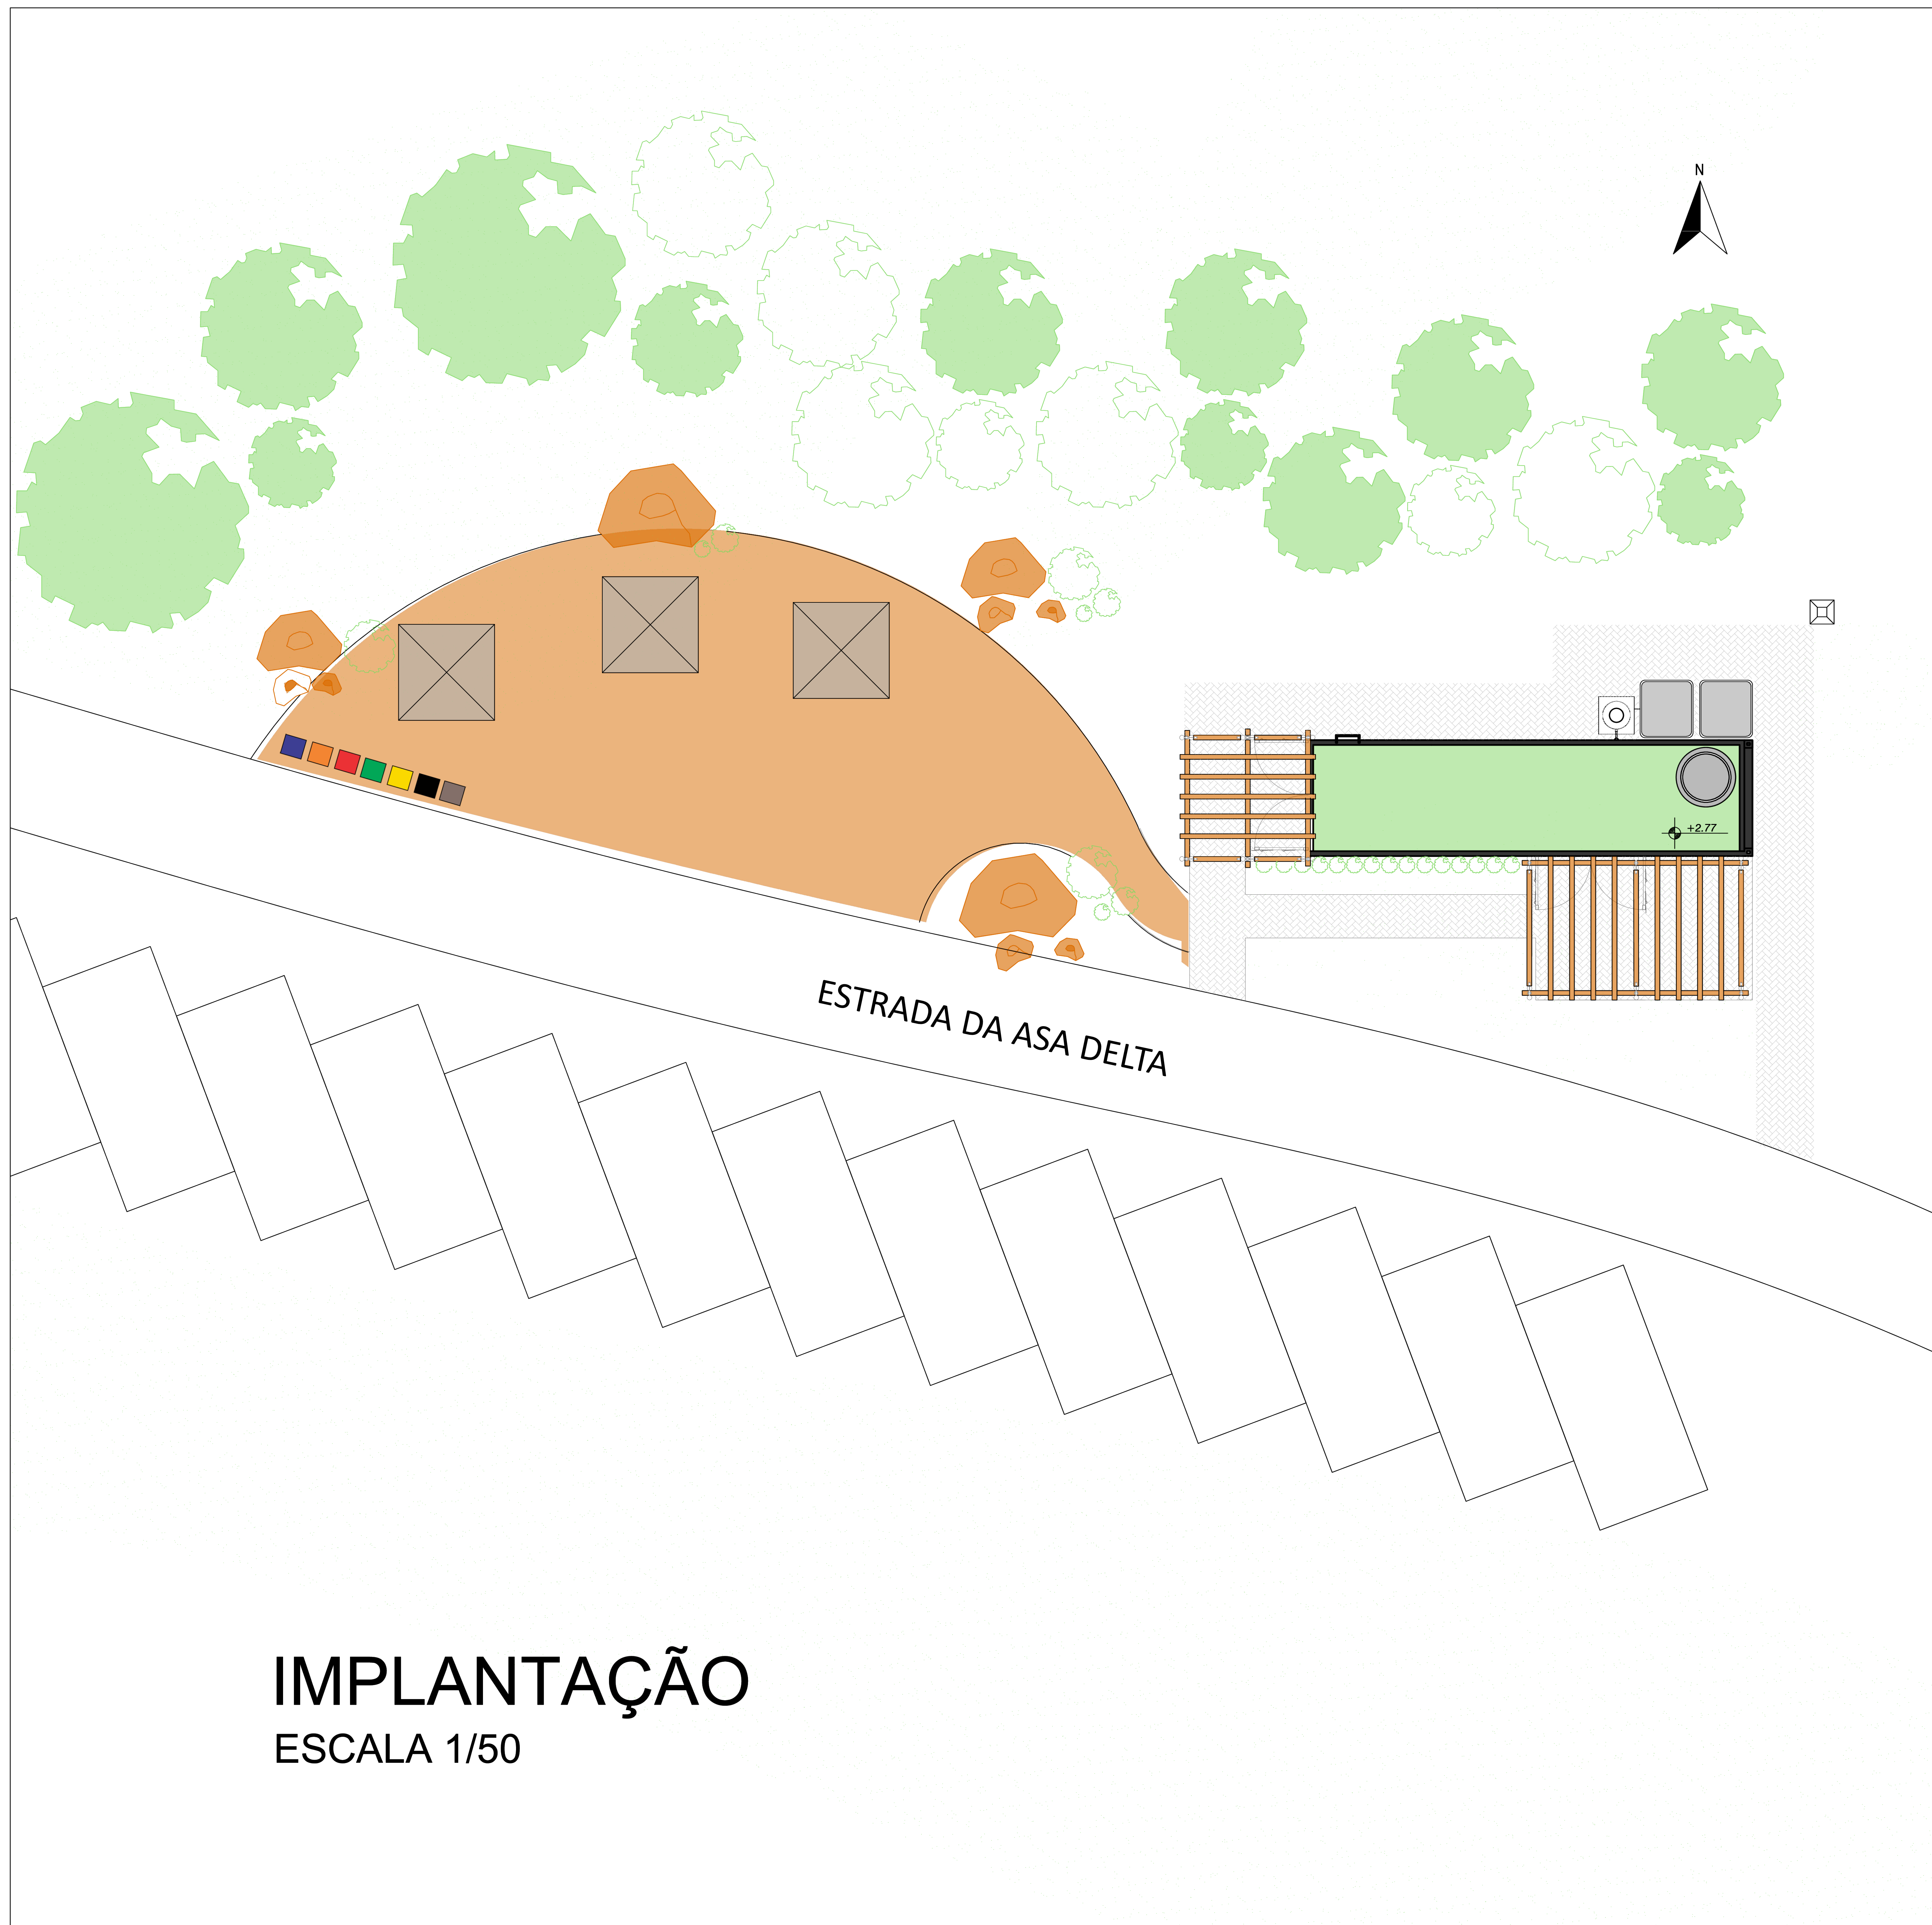 N
+2.77
ESTRADA DA ASA DELTA
IMPLANTAÇÃO
ESCALA 1/50